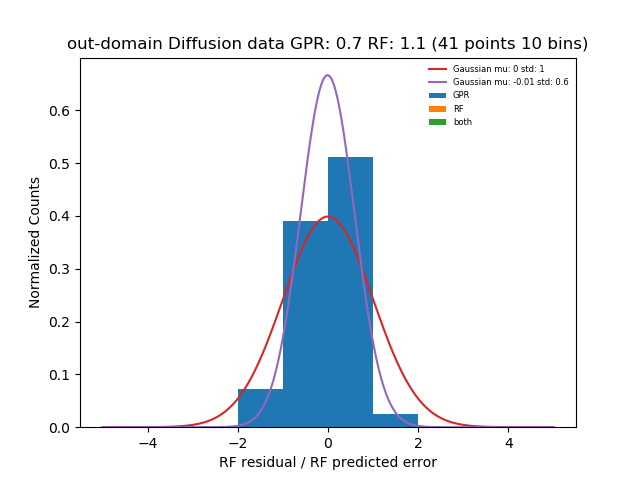 out-domain Diffusion data GPR: 0.7 RF: 1.1 (41 points 10 bins)
Gaussian mu: 0 std: 1
Gaussian mu: -0.01 std: 0.6
GPR
RF
both
Normalized Counts
0.6
0.5
0.4
0.3
0.2
0.1
0.0
−4 −2 0 2 4
RF residual / RF predicted error